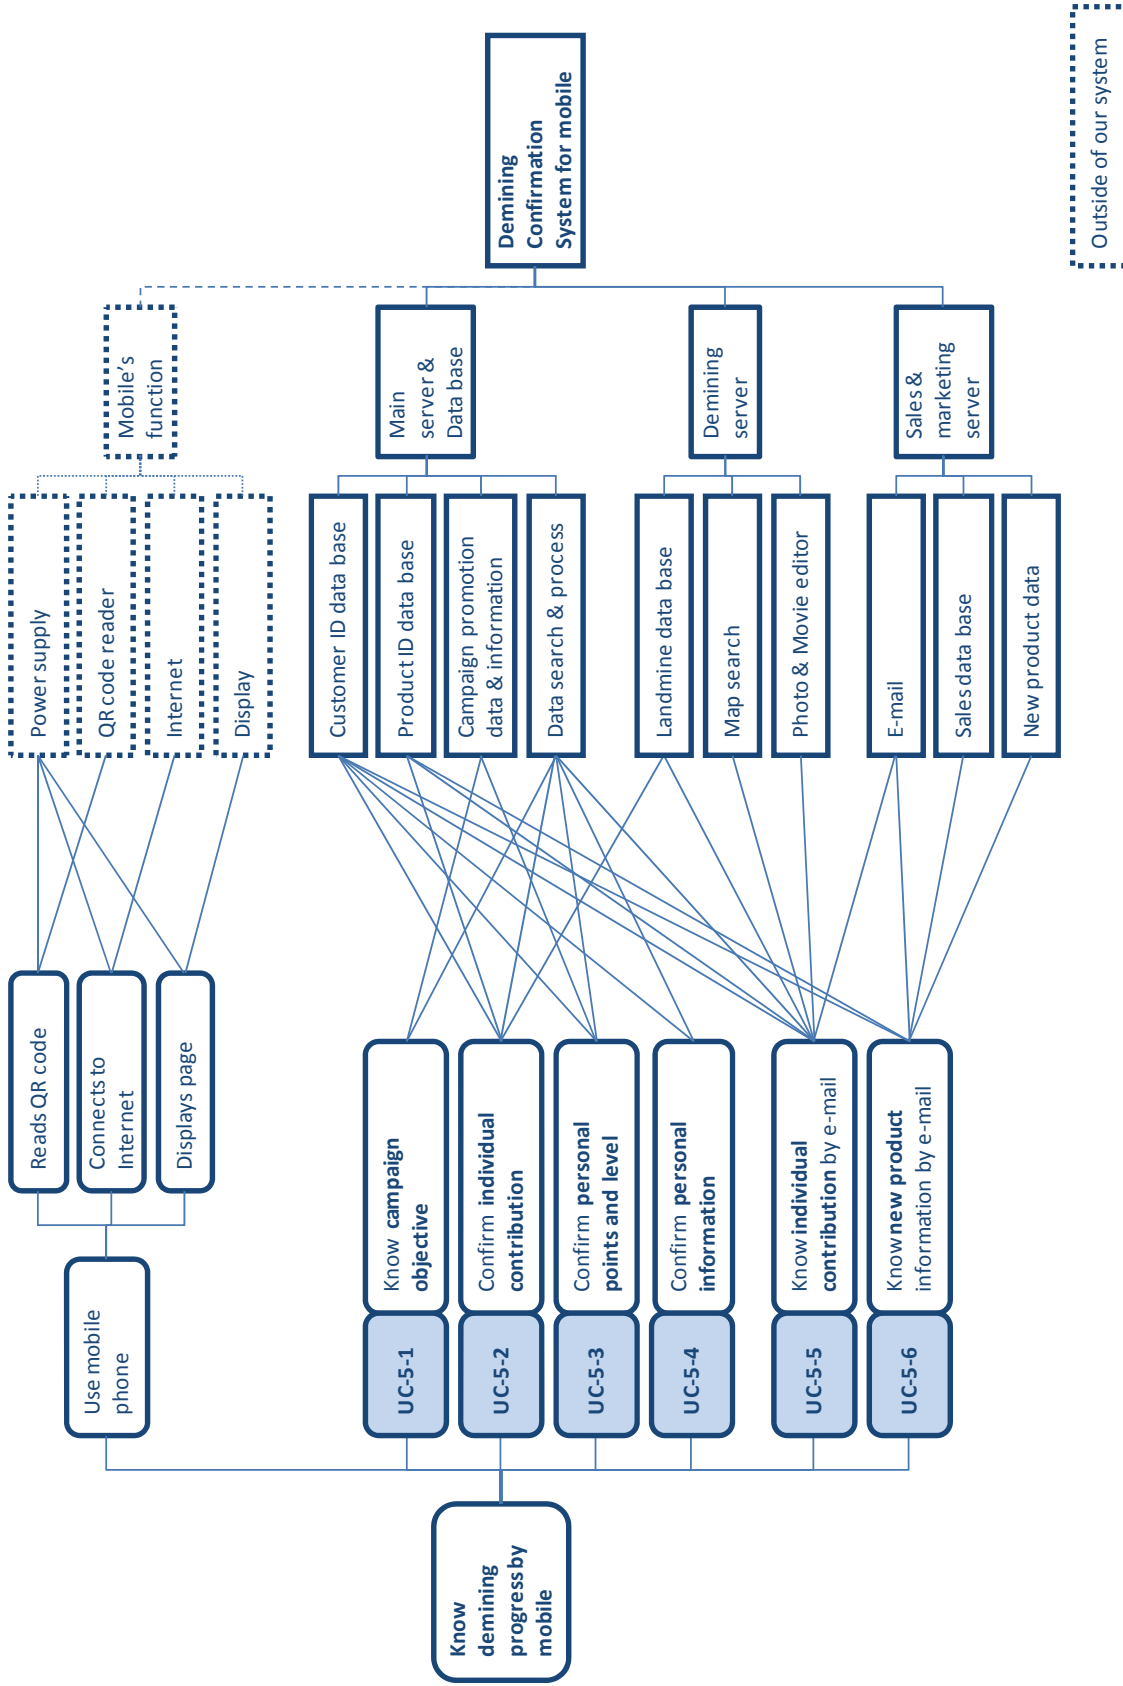 Know
demining
progress by
mobile
Use mobile
phone
Reads QR code
Connects to
Internet
Displays page
UC-5-1
Know campaign
objective
UC-5-2
Confirm individual
contribution
UC-5-3
Confirm personal
points and level
UC-5-4
Confirm personal
information
UC-5-5
Know individual
contribution by e-mail
UC-5-6
Know new product
information by e-mail
Power supply
QR code reader
Internet
Display
Customer ID data base
Product ID data base
Campaign promotion
data & information
Data search & process
Landmine data base
Map search
Photo & Movie editor
E-mail
Sales data base
New product data
Mobile's
function
Main
server &
Data base
Demining
server
Sales &
marketing
server
Demining
Confirmation
System for mobile
Outside of our system